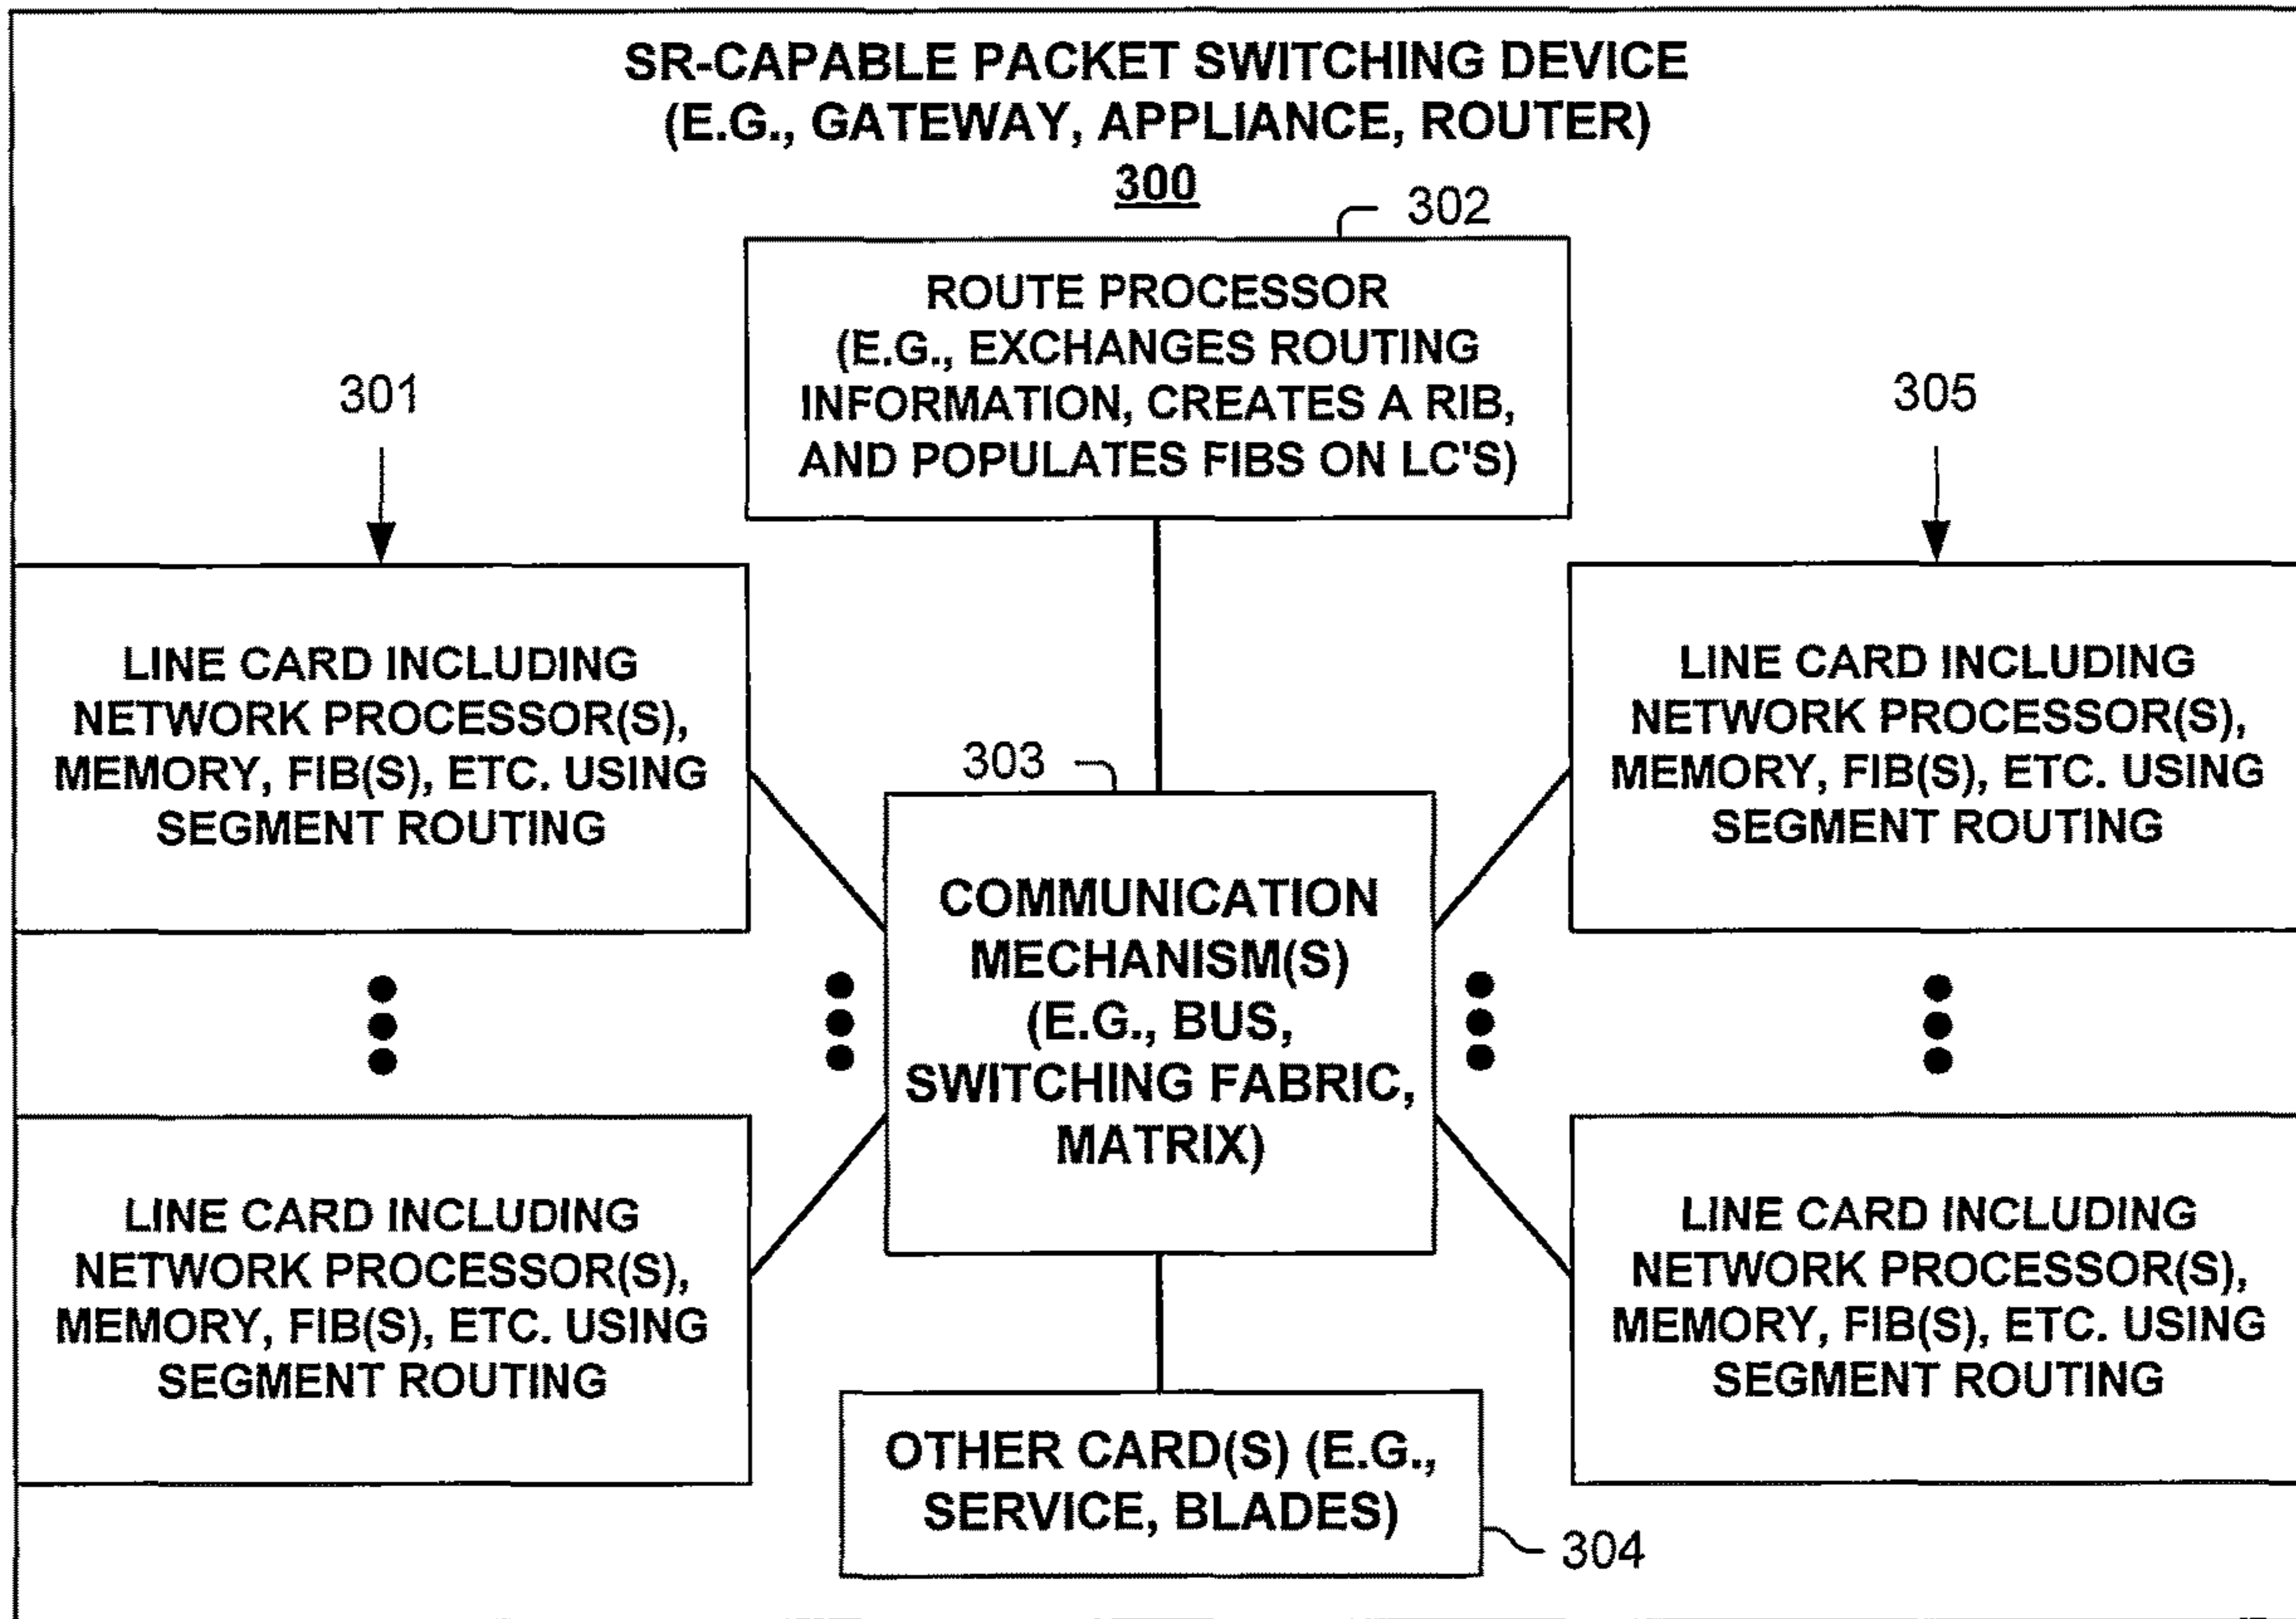 SR-CAPABLE PACKET SWITCHING DEVICE
(E.G., GATEWAY, APPLIANCE, ROUTER)
300
302
ROUTE PROCESSOR
(E.G., EXCHANGES ROUTING
INFORMATION, CREATES A RIB,
AND POPULATES FIBS ON LC'S)
301
305
LINE CARD INCLUDING
NETWORK PROCESSOR(S),
MEMORY, FIB(S), ETC. USING
SEGMENT ROUTING
LINE CARD INCLUDING
NETWORK PROCESSOR(S),
MEMORY, FIB(S), ETC. USING
SEGMENT ROUTING
303
COMMUNICATION
MECHANISM(S)
(E.G., BUS,
SWITCHING FABRIC,
MATRIX)
LINE CARD INCLUDING
NETWORK PROCESSOR(S),
MEMORY, FIB(S), ETC. USING
SEGMENT ROUTING
LINE CARD INCLUDING
NETWORK PROCESSOR(S),
MEMORY, FIB(S), ETC. USING
SEGMENT ROUTING
OTHER CARD(S) (E.G.,
SERVICE, BLADES)
304